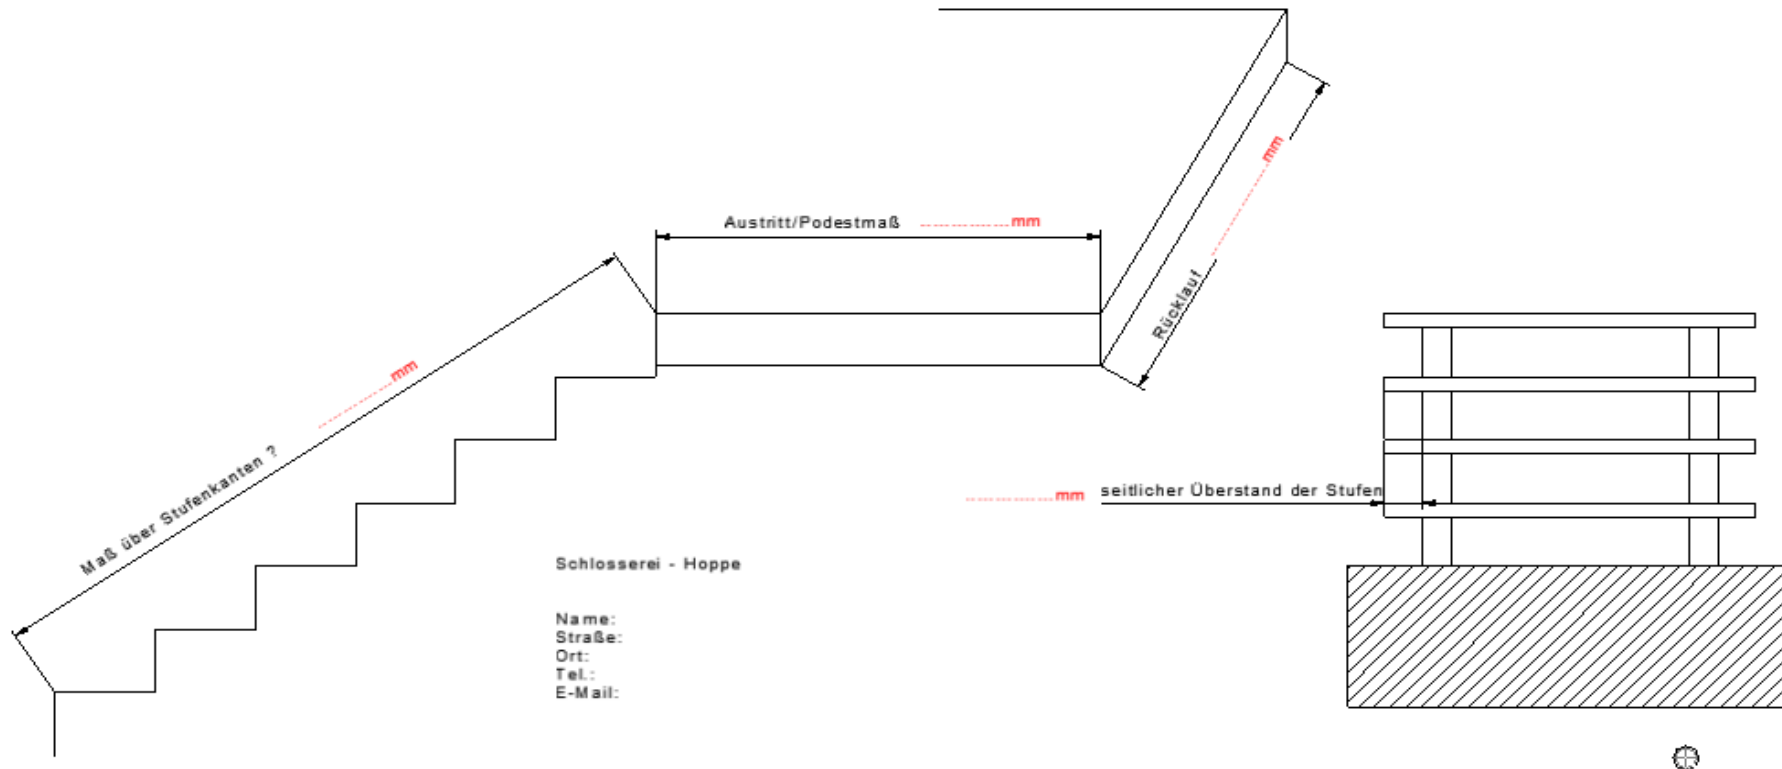 Austritt/Podestmaß ................mm
Rücklauf ................mm
Maß über Stufenkanten ? ................mm
................mm seitlicher Überstand der Stufen
Schlosserei - Hoppe
Name:
Straße:
Ort:
Tel.:
E-Mail: